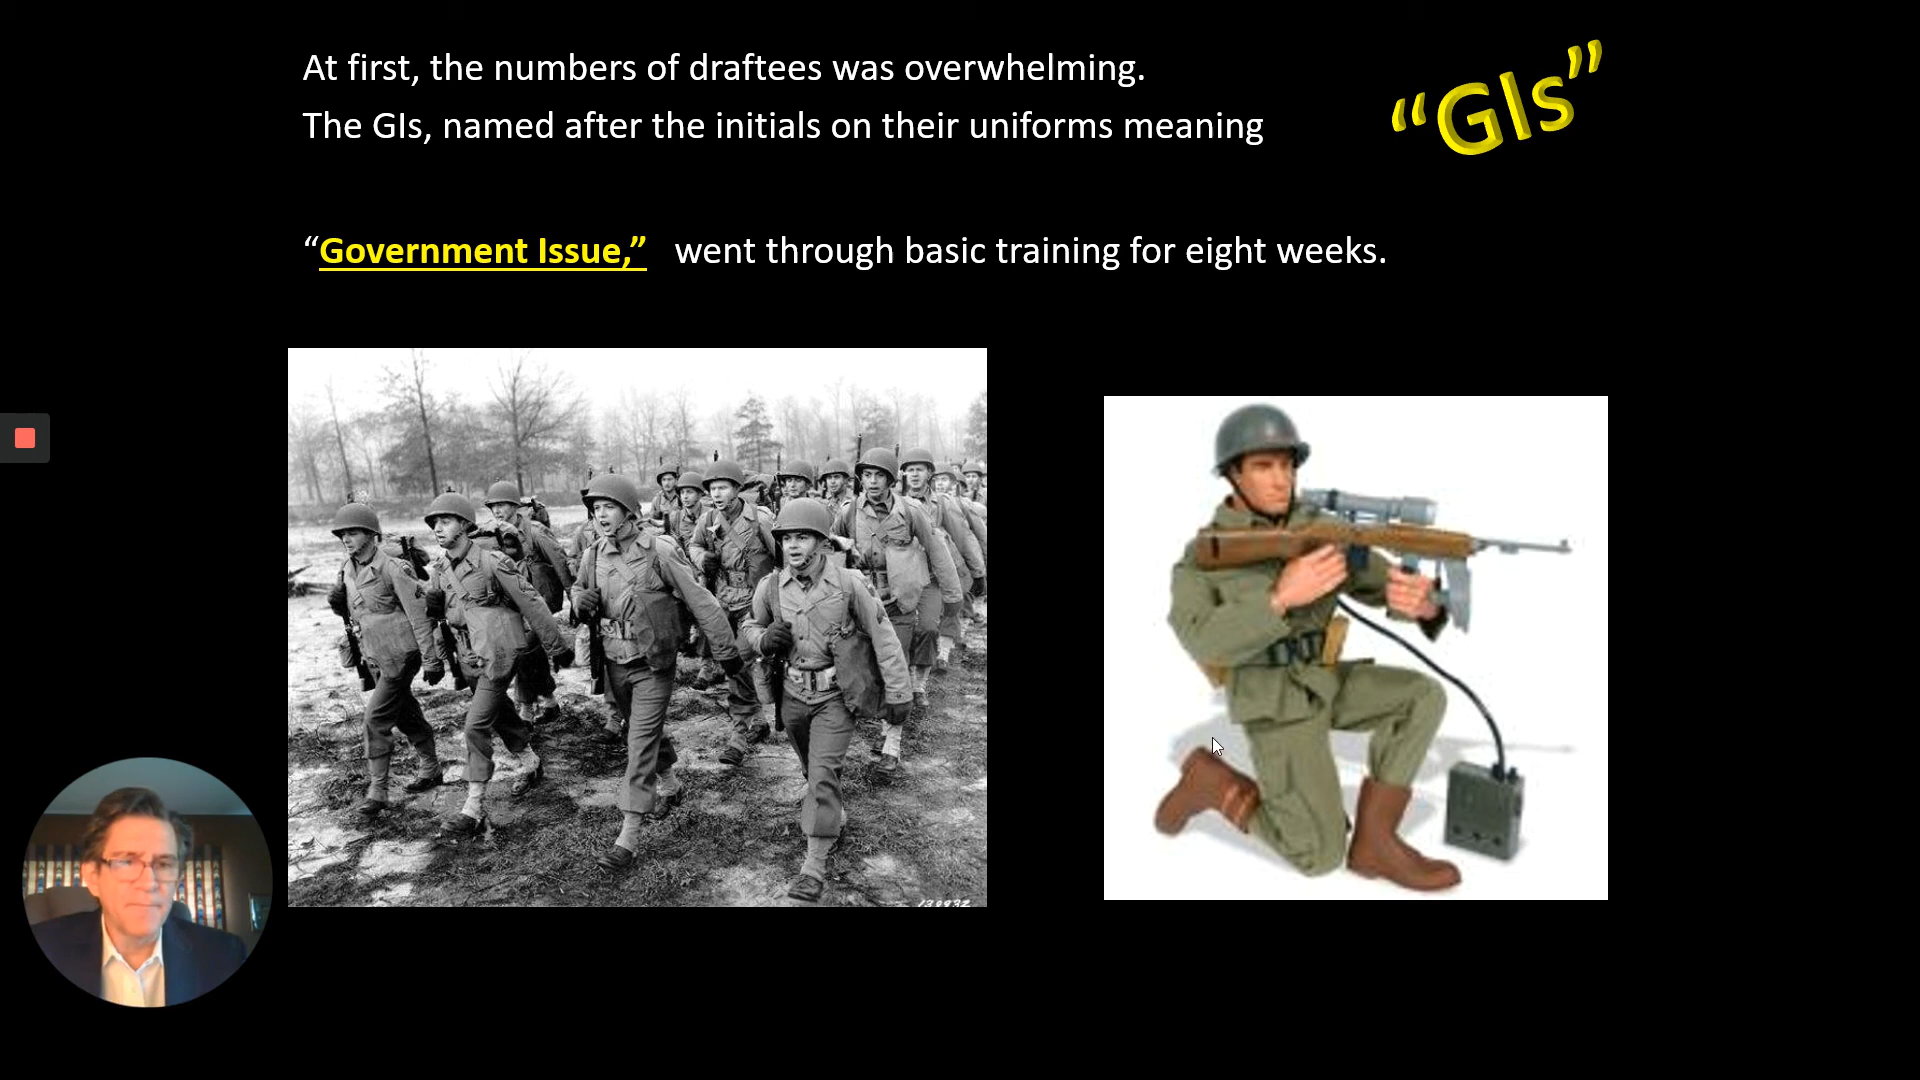 At first, the numbers of draftees was overwhelming.
The GIs, named after the initials on their uniforms meaning
“GIs”
“Government Issue,” went through basic training for eight weeks.
130932